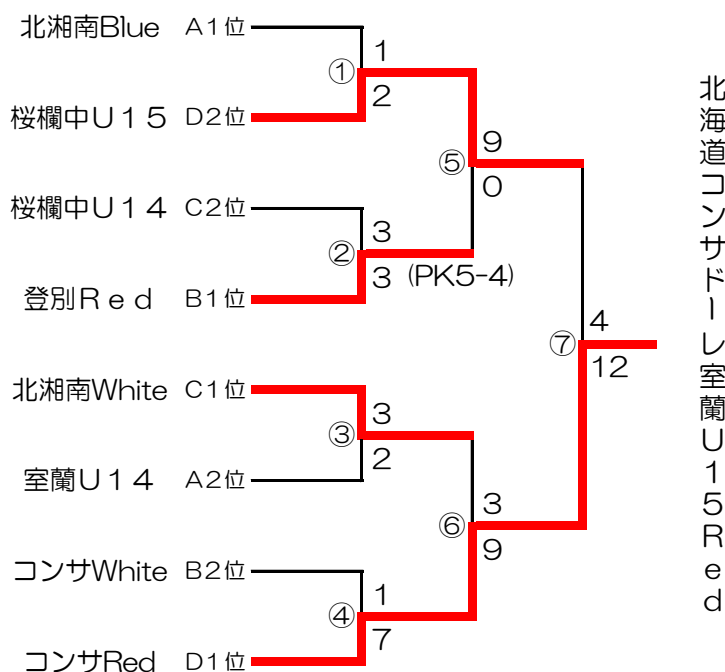 北湘南Blue A1位
1
①
2
桜欄中U15 D2位
9
⑤
0
桜欄中U14 C2位
3
②
3 (PK5-4)
登別Red B1位
4
⑦
12
北湘南White C1位
3
③
2
室蘭U14 A2位
3
⑥
9
コンサWhite B2位
1
④
7
コンサRed D1位
北海道コンサドーレ室蘭U15Red